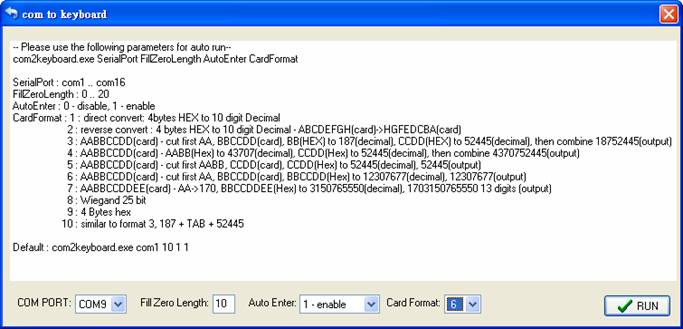 com to keyboard
-- Please use the following parameters for auto run--
com2keyboard.exe SerialPort FillZeroLength AutoEnter CardFormat
SerialPort : com1 .. com16
FillZeroLength : 0 .. 20
AutoEnter : 0 - disable, 1 - enable
CardFormat : 1 : direct convert: 4bytes HEX to 10 digit Decimal
2 : reverse convert : 4 bytes HEX to 10 digit Decimal - ABCDEFGH(card)->HGFEDCBA(card)
3 : AABBCCDD(card) - cut first AA, BBCCDD(card), BB(HEX) to 187(decimal), CCDD(HEX) to 52445(decimal), then combine 18752445(output)
4 : AABBCCDD(card) - AABB(Hex) to 43707(decimal), CCDD(Hex) to 52445(decimal), then combine 4370752445(output)
5 : AABBCCDD(card) - cut first AABB, CCDD(card), CCDD(Hex) to 52445(decimal), 52445(output)
6 : AABBCCDD(card) - cut first AA, BBCCDD(card), BBCCDD(Hex) to 12307677(decimal), 12307677(output)
7 : AABBCCDDEE(card) - AA->170, BBCCDDEE(Hex) to 3150765550(decimal), 1703150765550 13 digits (output)
8 : Wiegand 25 bit
9 : 4 Bytes hex
10 : similar to format 3, 187 + TAB + 52445
Default : com2keyboard.exe com1 10 1 1
COM PORT: COM9 Fill Zero Length: 10 Auto Enter: 1 - enable Card Format: 6 RUN